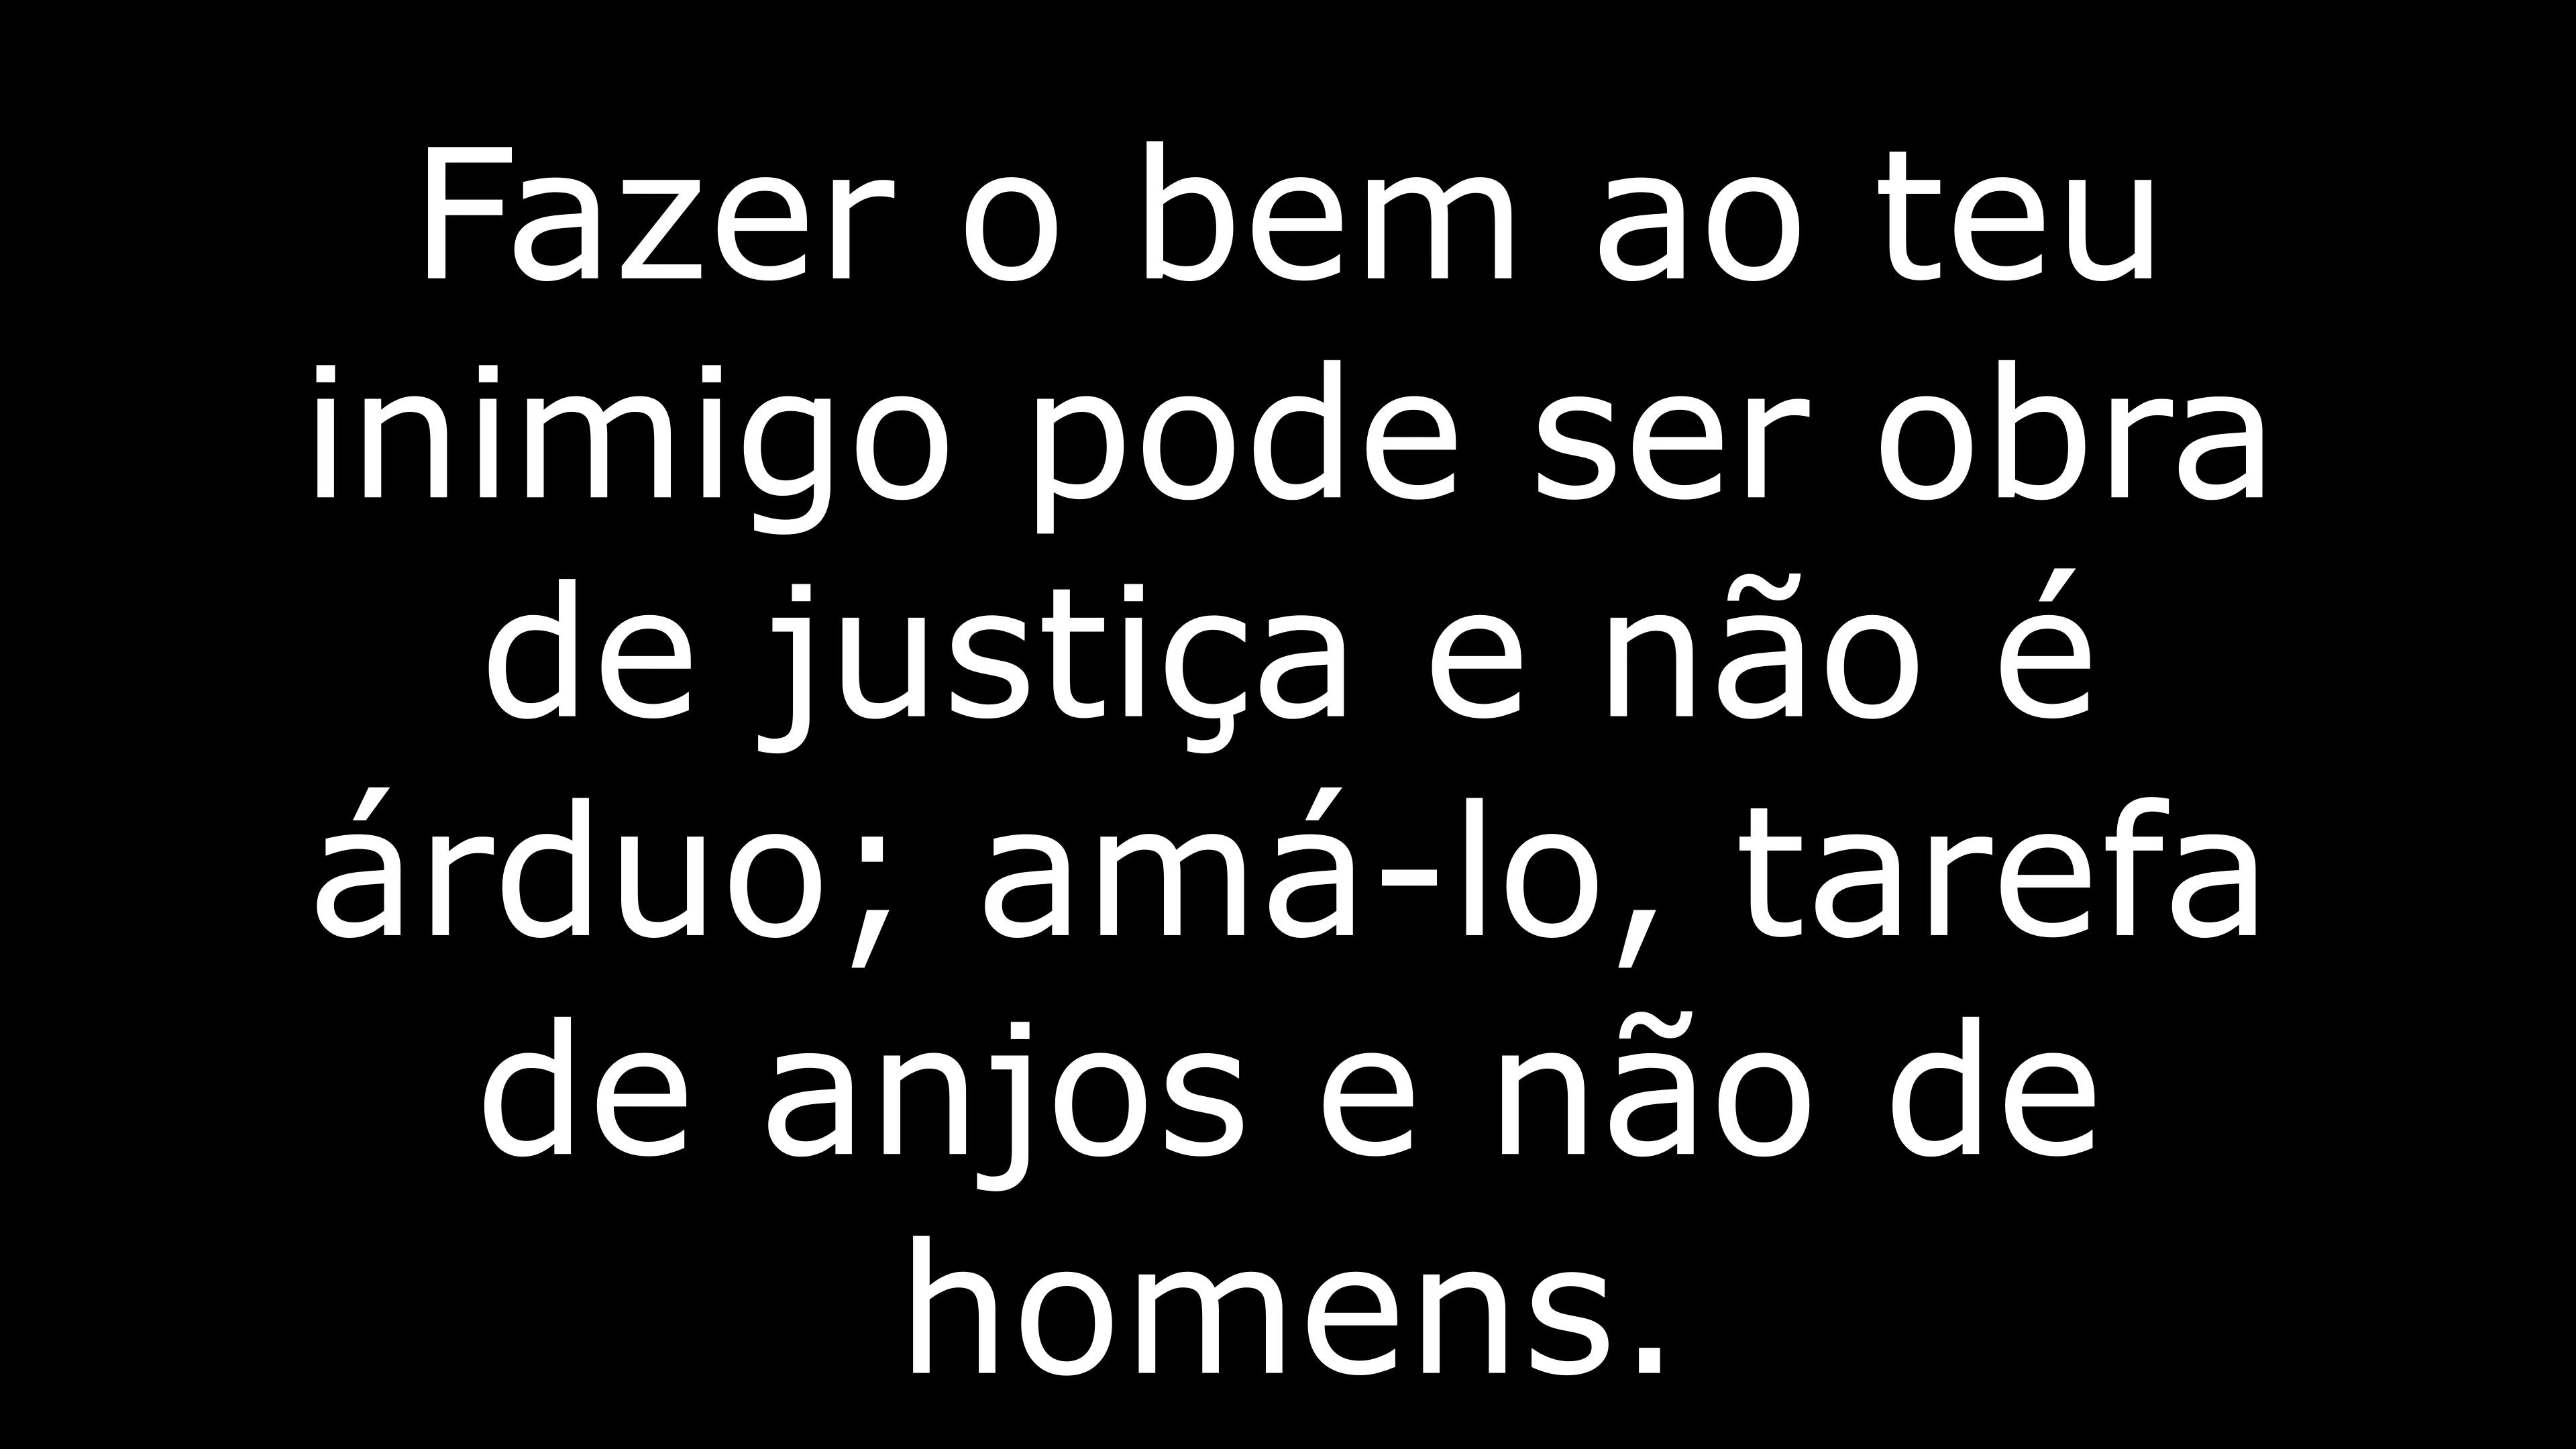 Fazer o bem ao teu
inimigo pode ser obra
de justiça e não é
árduo; amá-lo, tarefa
de anjos e não de
homens.